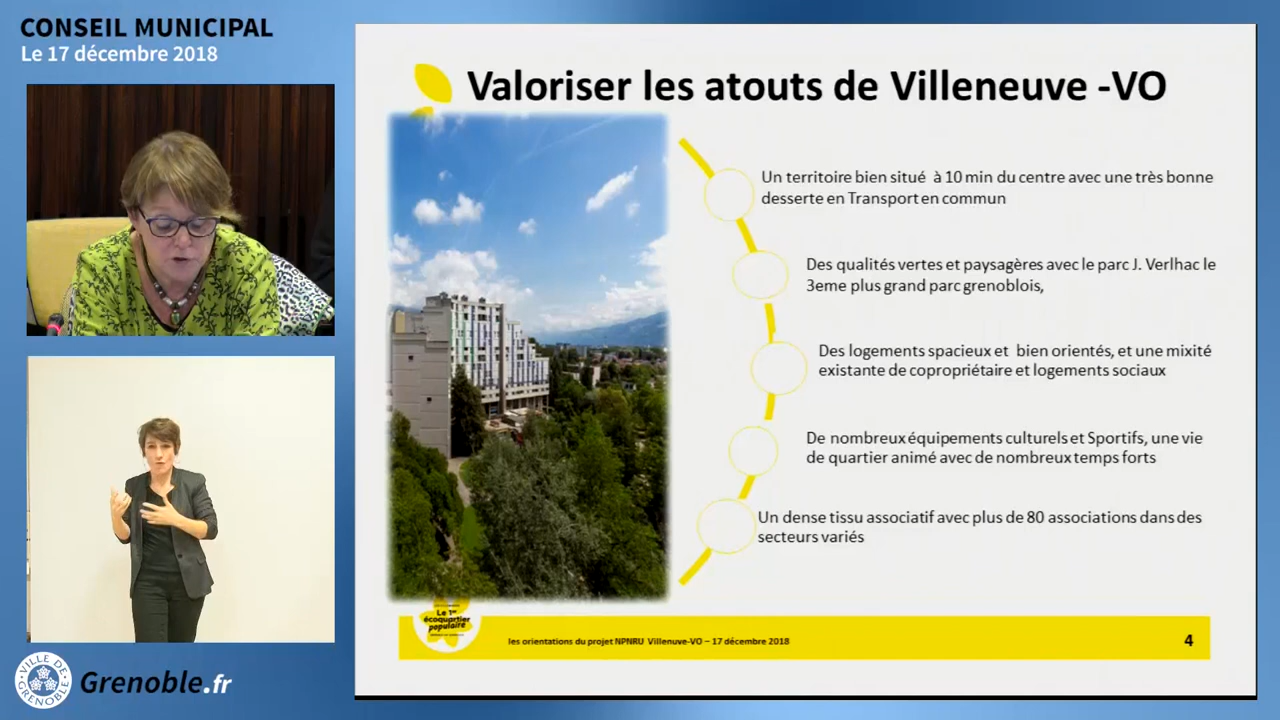 CONSEIL MUNICIPAL
Le 17 décembre 2018
Valoriser les atouts de Villeneuve -VO
Un territoire bien situé à 10 min du centre avec une très bonne
desserte en Transport en commun
Des qualités vertes et paysagères avec le parc J. Verlhac le
3eme plus grand parc grenoblois,
Des logements spacieux et bien orientés, et une mixité
existante de copropriétaire et logements sociaux
De nombreux équipements culturels et Sportifs, une vie
de quartier animé avec de nombreux temps forts
Un dense tissu associatif avec plus de 80 associations dans des
secteurs variés
Le 1er
écoquartier
populaire
les orientations du projet NPNRU Villenuve-VO – 17 décembre 2018
4
VILLE DE
GRENOBLE
Grenoble.fr